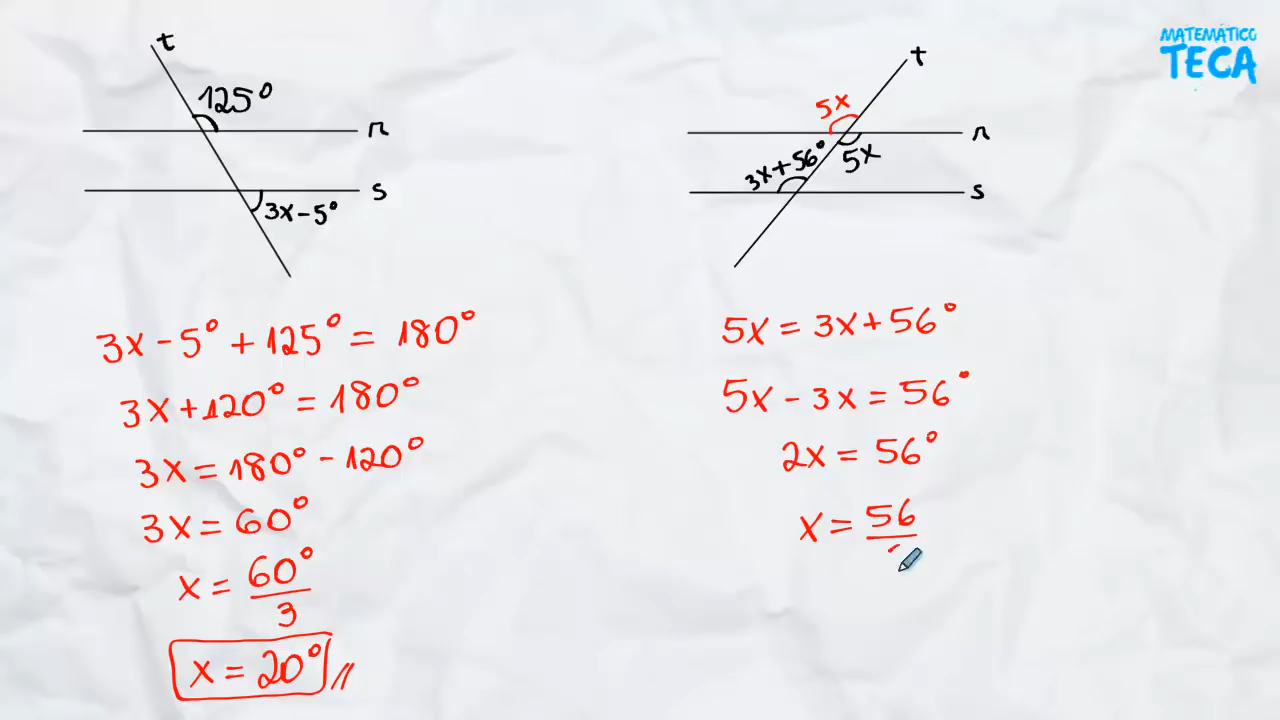 MATEMÁTICO
TECA
t
125°
r
s
3x-5°
3x - 5° + 125° = 180°
3x + 120° = 180°
3x = 180° - 120°
3x = 60°
x = 60°
3
x = 20°
t
5x
r
3x+56°
5x
s
5x = 3x + 56°
5x - 3x = 56°
2x = 56°
x = 56